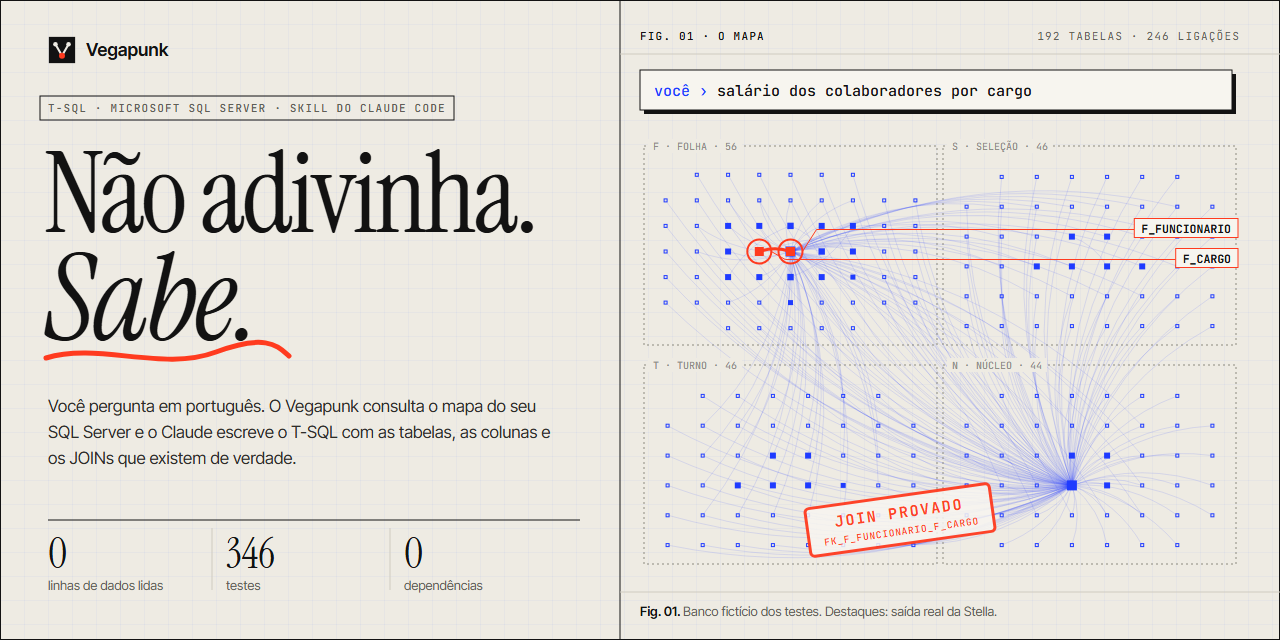 Vegapunk
T-SQL · MICROSOFT SQL SERVER · SKILL DO CLAUDE CODE
Não adivinha.
Sabe.
Você pergunta em português. O Vegapunk consulta o mapa do seu
SQL Server e o Claude escreve o T-SQL com as tabelas, as colunas e
os JOINs que existem de verdade.
0
linhas de dados lidas
346
testes
0
dependências
FIG. 01 · O MAPA
192 TABELAS · 246 LIGAÇÕES
você › salário dos colaboradores por cargo
F · FOLHA · 56
S · SELEÇÃO · 46
F_FUNCIONARIO
F_CARGO
T · TURNO · 46
N · NÚCLEO · 44
JOIN PROVADO
FK_F_FUNCIONARIO_F_CARGO
Fig. 01. Banco fictício dos testes. Destaques: saída real da Stella.